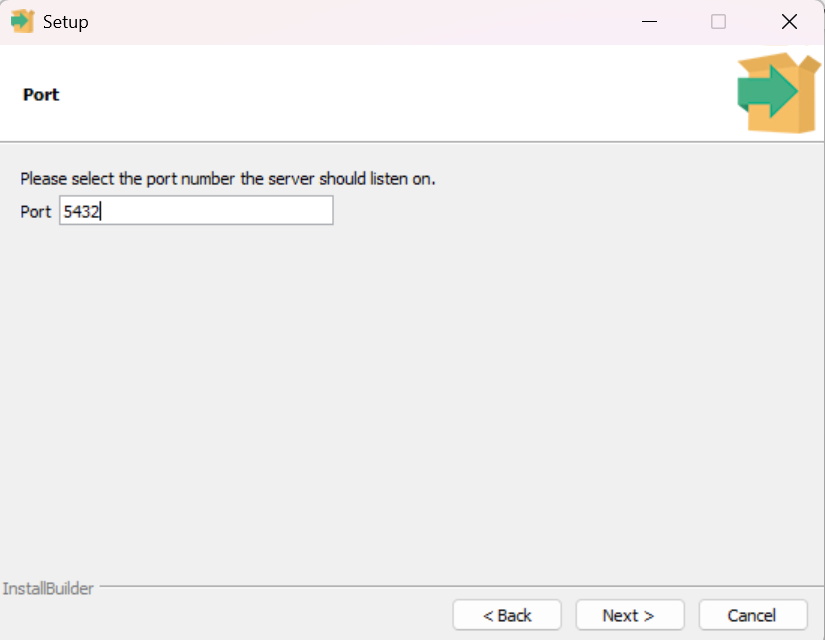 Setup
Port
Please select the port number the server should listen on.
Port 5432
InstallBuilder
< Back Next > Cancel